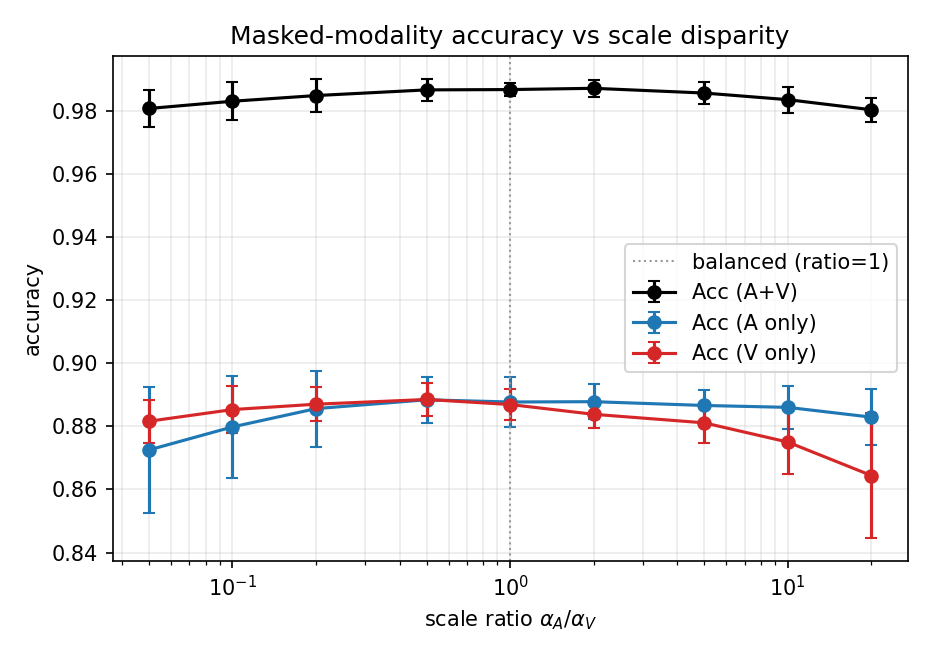 Masked-modality accuracy vs scale disparity
accuracy
0.98
0.96
0.94
0.92
0.90
0.88
0.86
0.84
balanced (ratio=1)
Acc (A+V)
Acc (A only)
Acc (V only)
10⁻¹
10⁰
10¹
scale ratio α_A/α_V